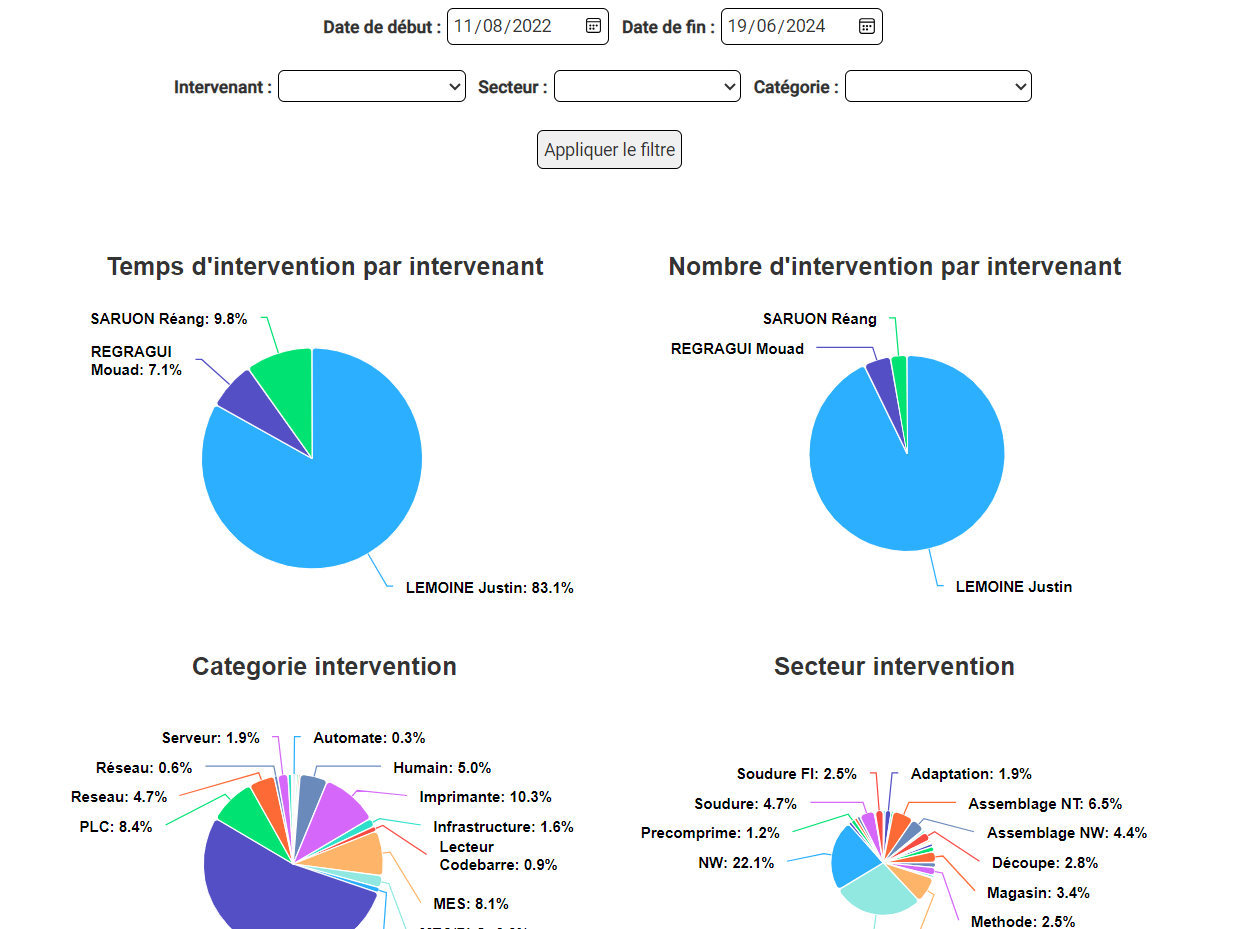 Date de début : 11/08/2022 Date de fin : 19/06/2024
Intervenant : Secteur : Catégorie :
Appliquer le filtre
Temps d'intervention par intervenant
SARUON Réang: 9.8%
REGRAGUI
Mouad: 7.1%
LEMOINE Justin: 83.1%
Nombre d'intervention par intervenant
SARUON Réang
REGRAGUI Mouad
LEMOINE Justin
Categorie intervention
Serveur: 1.9%
Automate: 0.3%
Réseau: 0.6%
Humain: 5.0%
Reseau: 4.7%
Imprimante: 10.3%
PLC: 8.4%
Infrastructure: 1.6%
Lecteur
Codebarre: 0.9%
MES: 8.1%
Secteur intervention
Soudure FI: 2.5%
Adaptation: 1.9%
Soudure: 4.7%
Assemblage NT: 6.5%
Precomprime: 1.2%
Assemblage NW: 4.4%
NW: 22.1%
Découpe: 2.8%
Magasin: 3.4%
Methode: 2.5%